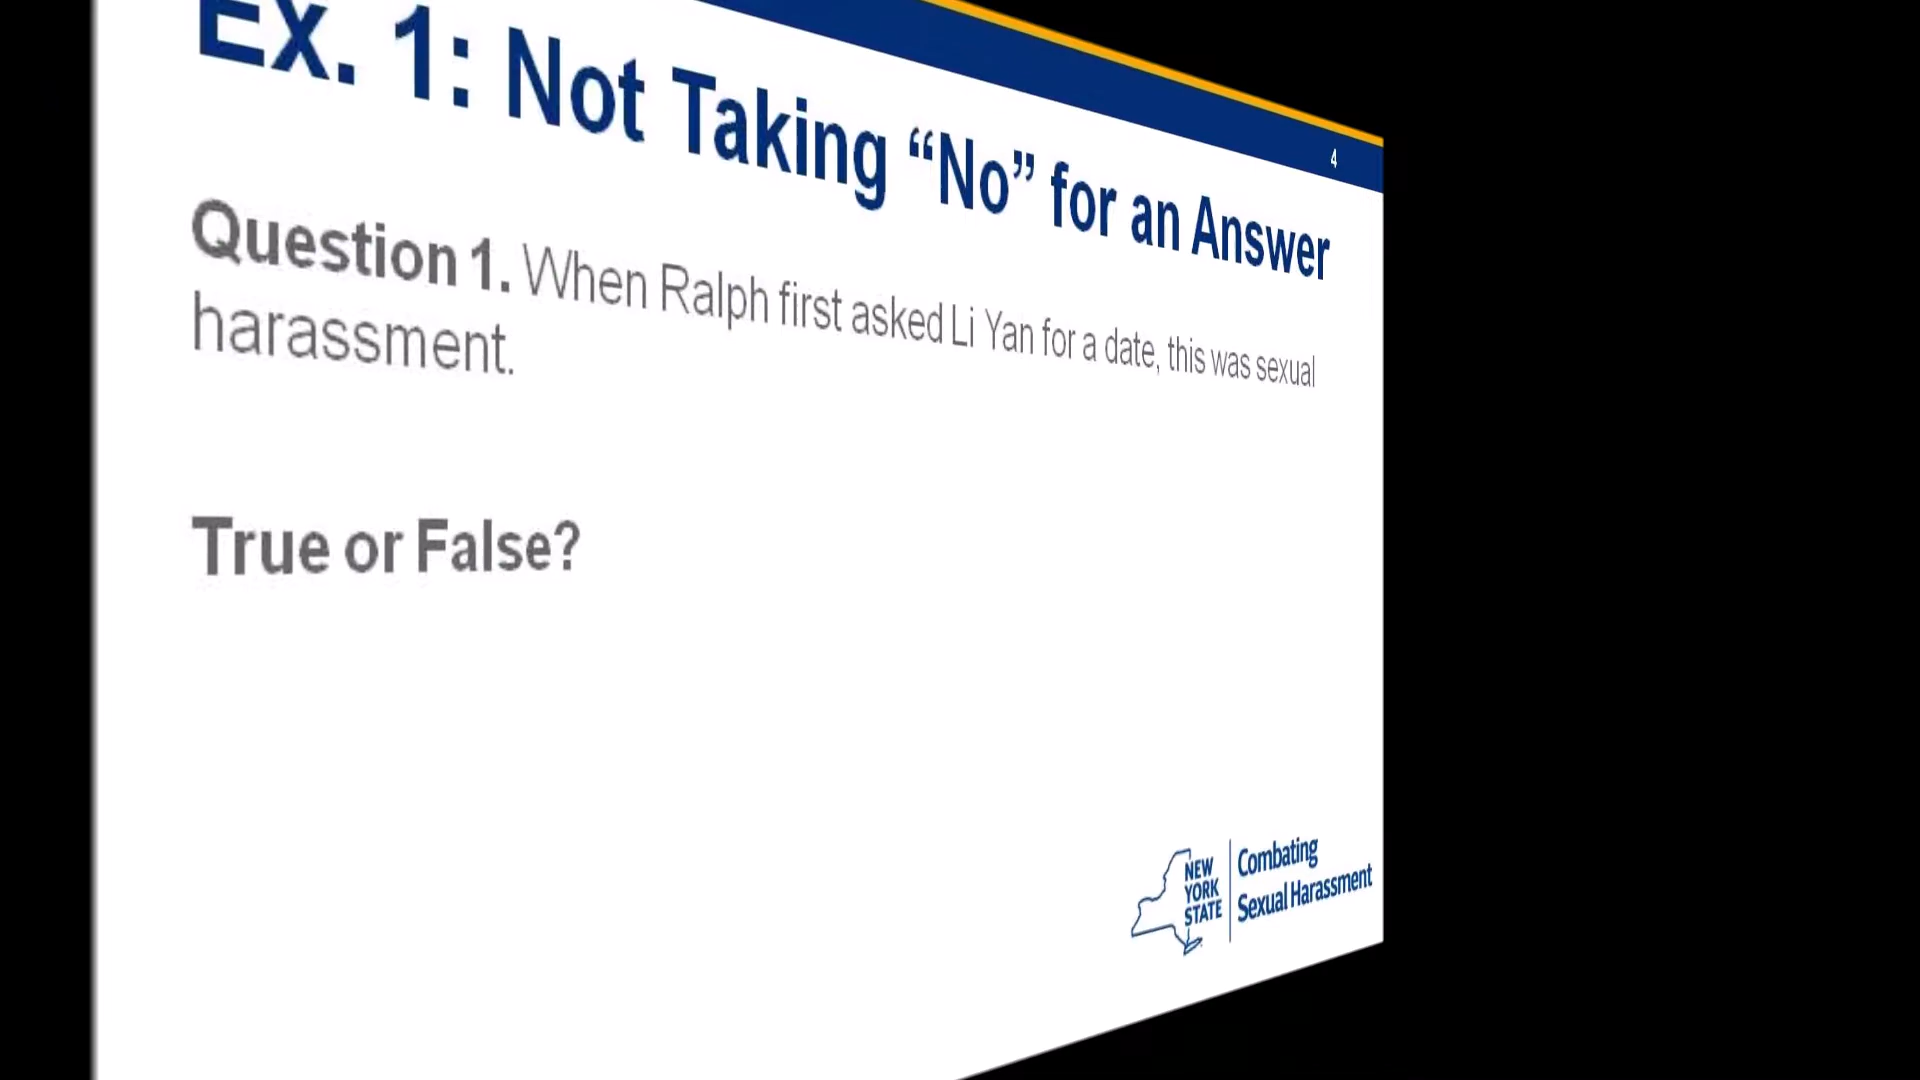 4
Ex. 1: Not Taking “No” for an Answer
Question 1. When Ralph first asked Li Yan for a date, this was sexual
harassment.
True or False?
NEW
YORK
STATE
Combating
Sexual Harassment